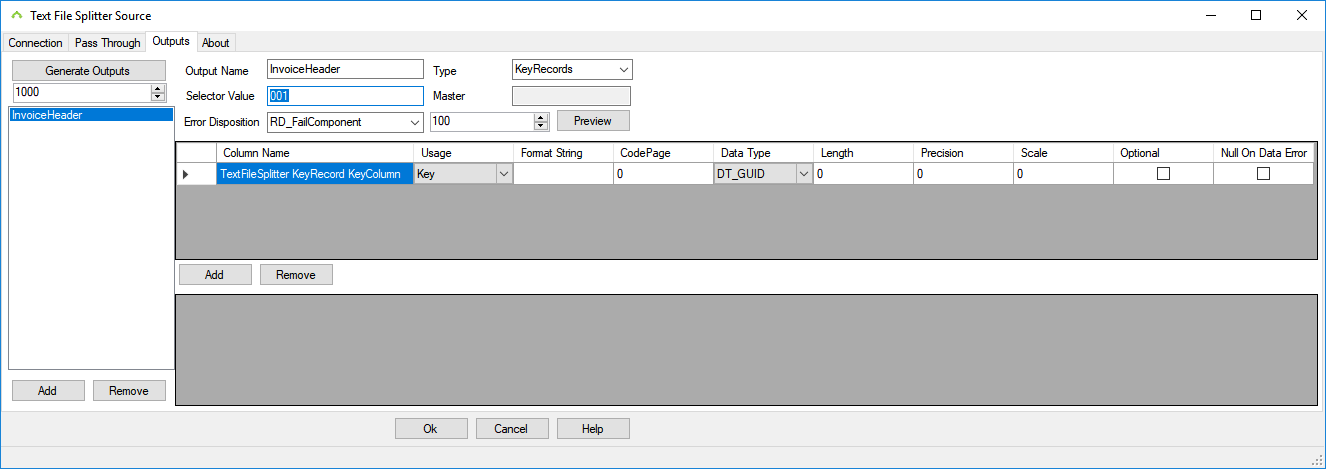 Text File Splitter Source
Connection Pass Through Outputs About
Generate Outputs
1000
InvoiceHeader
Add Remove
Output Name InvoiceHeader Type KeyRecords
Selector Value 001 Master
Error Disposition RD_FailComponent 100 Preview
Column Name Usage Format String CodePage Data Type Length Precision Scale Optional Null On Data Error
TextFileSplitter KeyRecord KeyColumn Key 0 DT_GUID 0 0 0
Add Remove
Ok Cancel Help